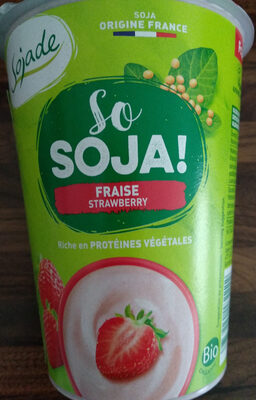 Sojade
SOJA
ORIGINE FRANCE
So
SOJA!
FRAISE
STRAWBERRY
Riche en PROTÉINES VÉGÉTALES
Bio